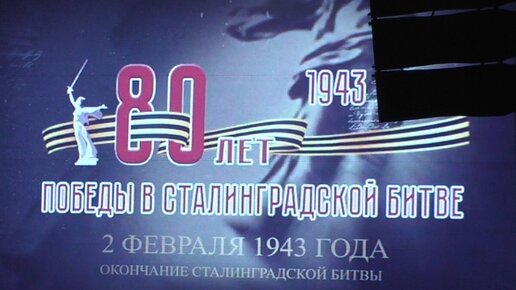 80 ЛЕТ
1943
ПОБЕДЫ В СТАЛИНГРАДСКОЙ БИТВЕ
2 ФЕВРАЛЯ 1943 ГОДА
ОКОНЧАНИЕ СТАЛИНГРАДСКОЙ БИТВЫ